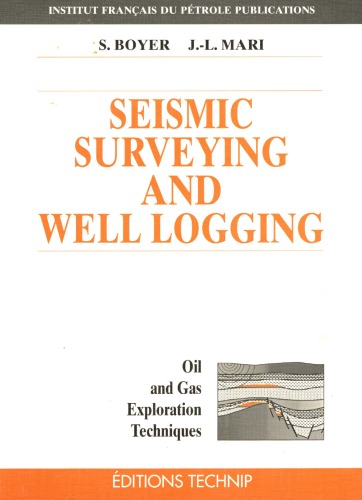 INSTITUT FRANÇAIS DU PÉTROLE PUBLICATIONS
S. BOYER J.-L. MARI
SEISMIC
SURVEYING
AND
WELL LOGGING
Oil
and Gas
Exploration
Techniques
ÉDITIONS TECHNIP